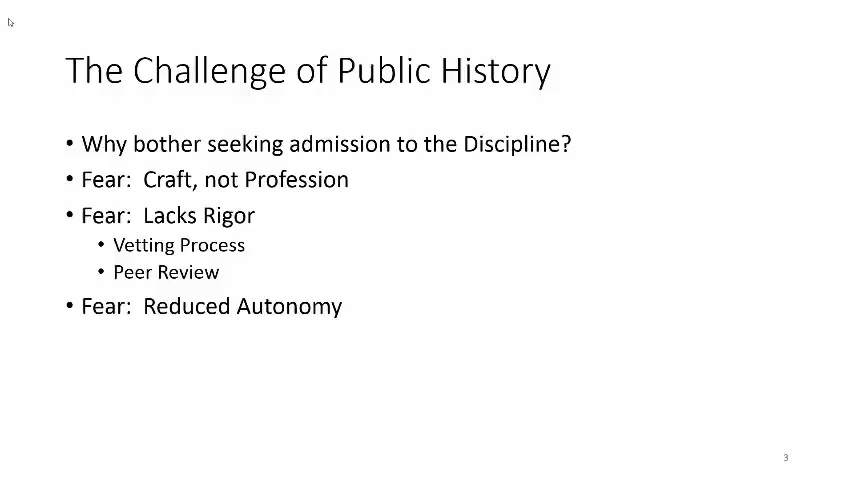 The Challenge of Public History
• Why bother seeking admission to the Discipline?
• Fear:  Craft, not Profession
• Fear:  Lacks Rigor
• Vetting Process
• Peer Review
• Fear:  Reduced Autonomy
3